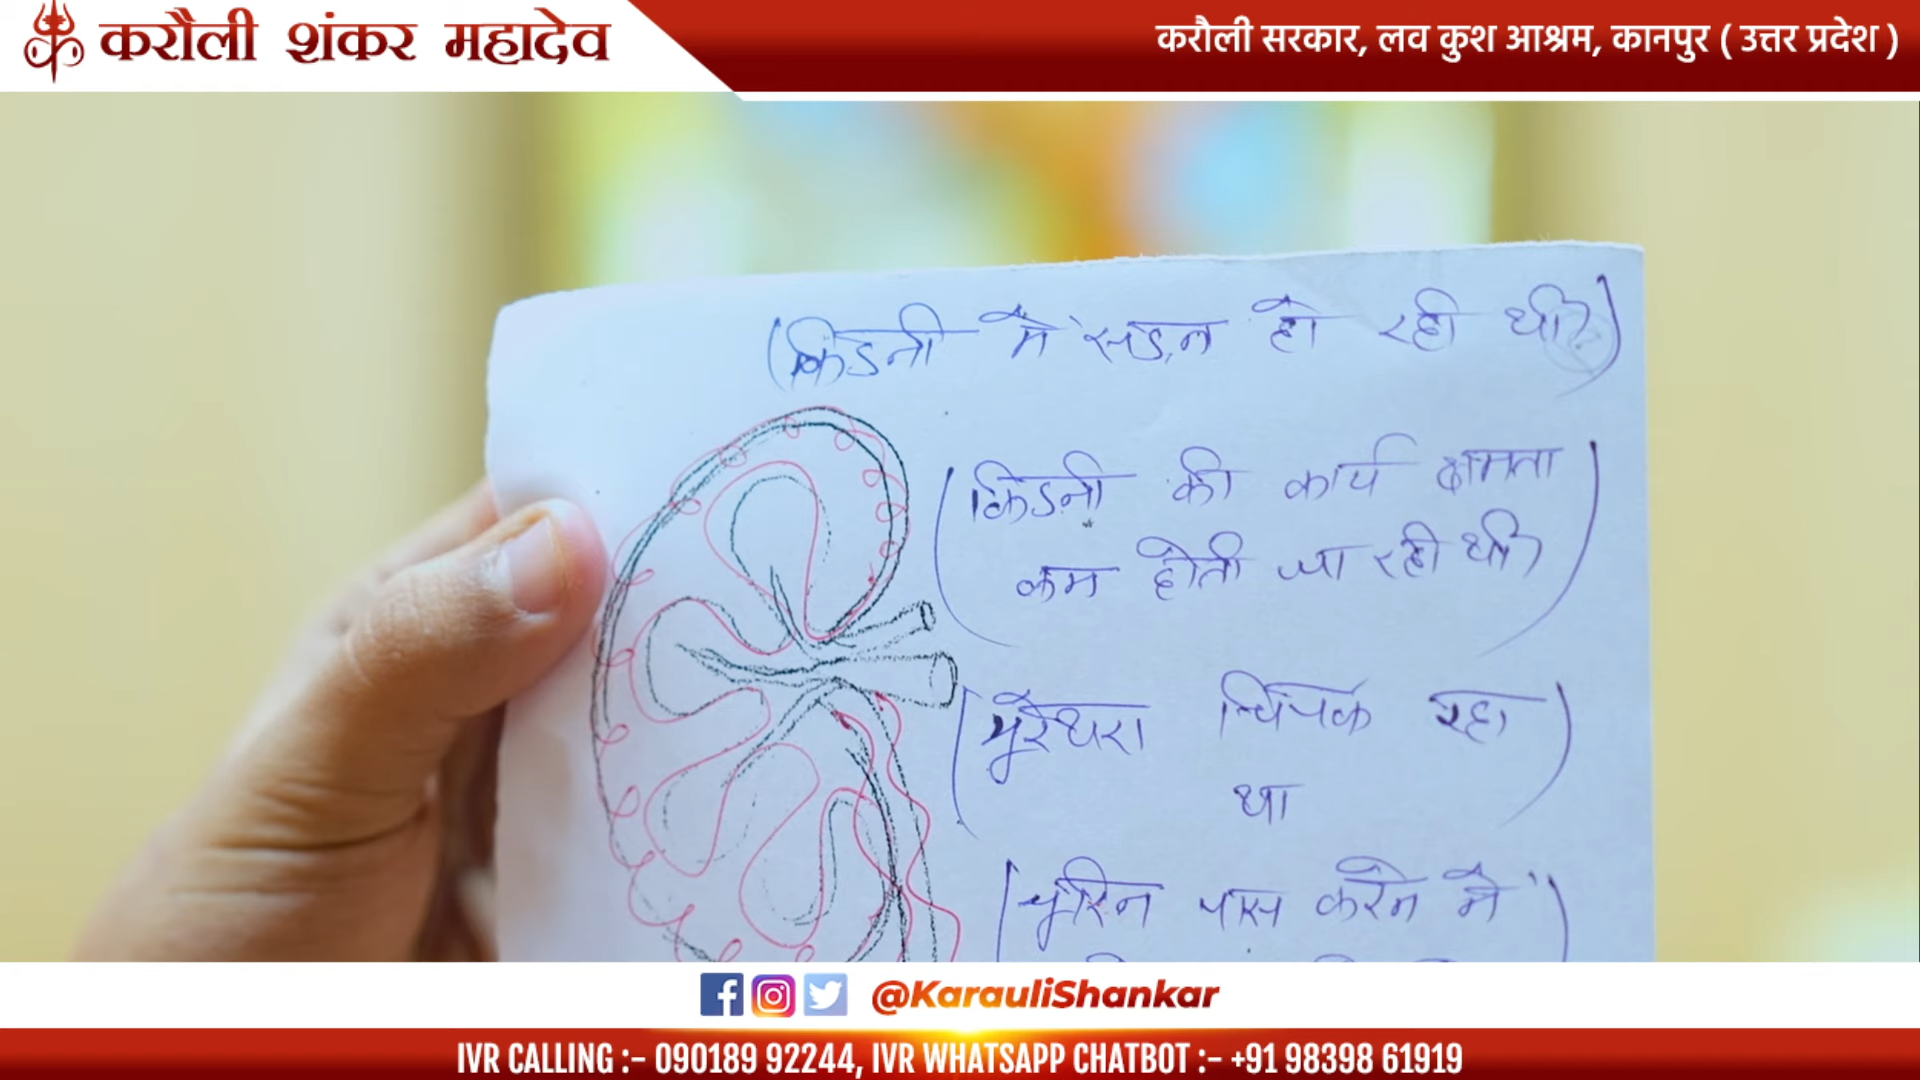 करौली शंकर महादेव
करौली सरकार, लव कुश आश्रम, कानपुर ( उत्तर प्रदेश )
(किडनी में सड़न हो रही थी)
(किडनी की कार्य क्षमता
कम होती जा रही थी)
(यूरेथरा चिपक रहा
था)
(यूरिन पास करने में)
@KarauliShankar
IVR CALLING :- 090189 92244, IVR WHATSAPP CHATBOT :- +91 98398 61919